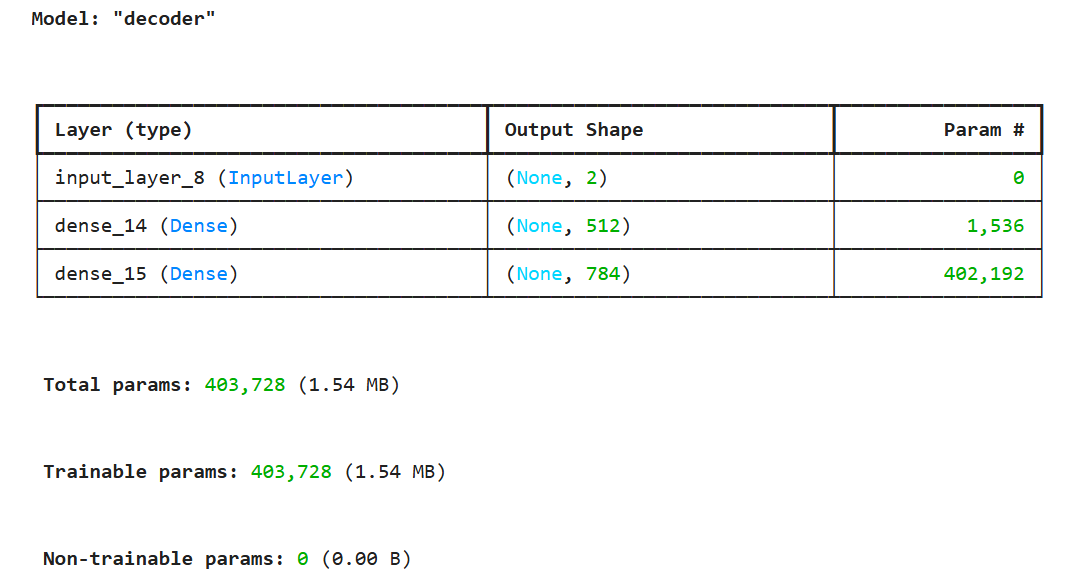 Model: "decoder"
Layer (type) Output Shape Param #
input_layer_8 (InputLayer) (None, 2) 0
dense_14 (Dense) (None, 512) 1,536
dense_15 (Dense) (None, 784) 402,192
Total params: 403,728 (1.54 MB)
Trainable params: 403,728 (1.54 MB)
Non-trainable params: 0 (0.00 B)